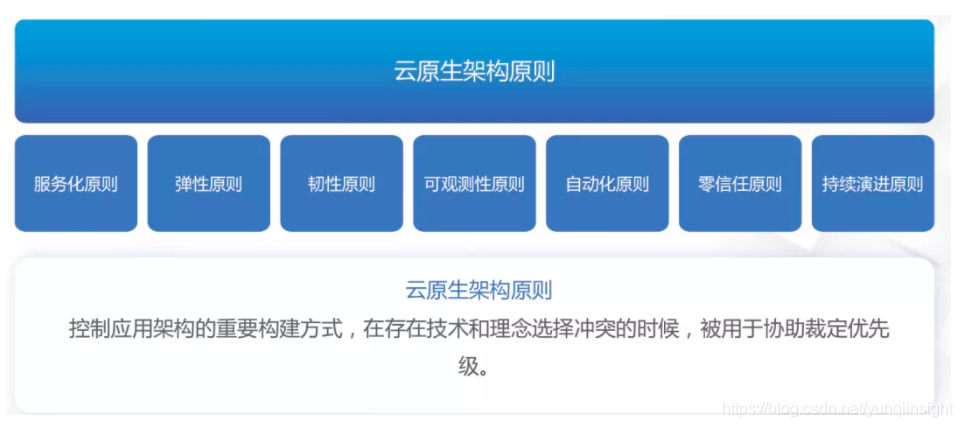 云原生架构原则
服务化原则
弹性原则
韧性原则
可观测性原则
自动化原则
零信任原则
持续演进原则
云原生架构原则
控制应用架构的重要构建方式，在存在技术和理念选择冲突的时候，被用于协助裁定优先
级。
https://blog.csdn.net/yunqiinsight